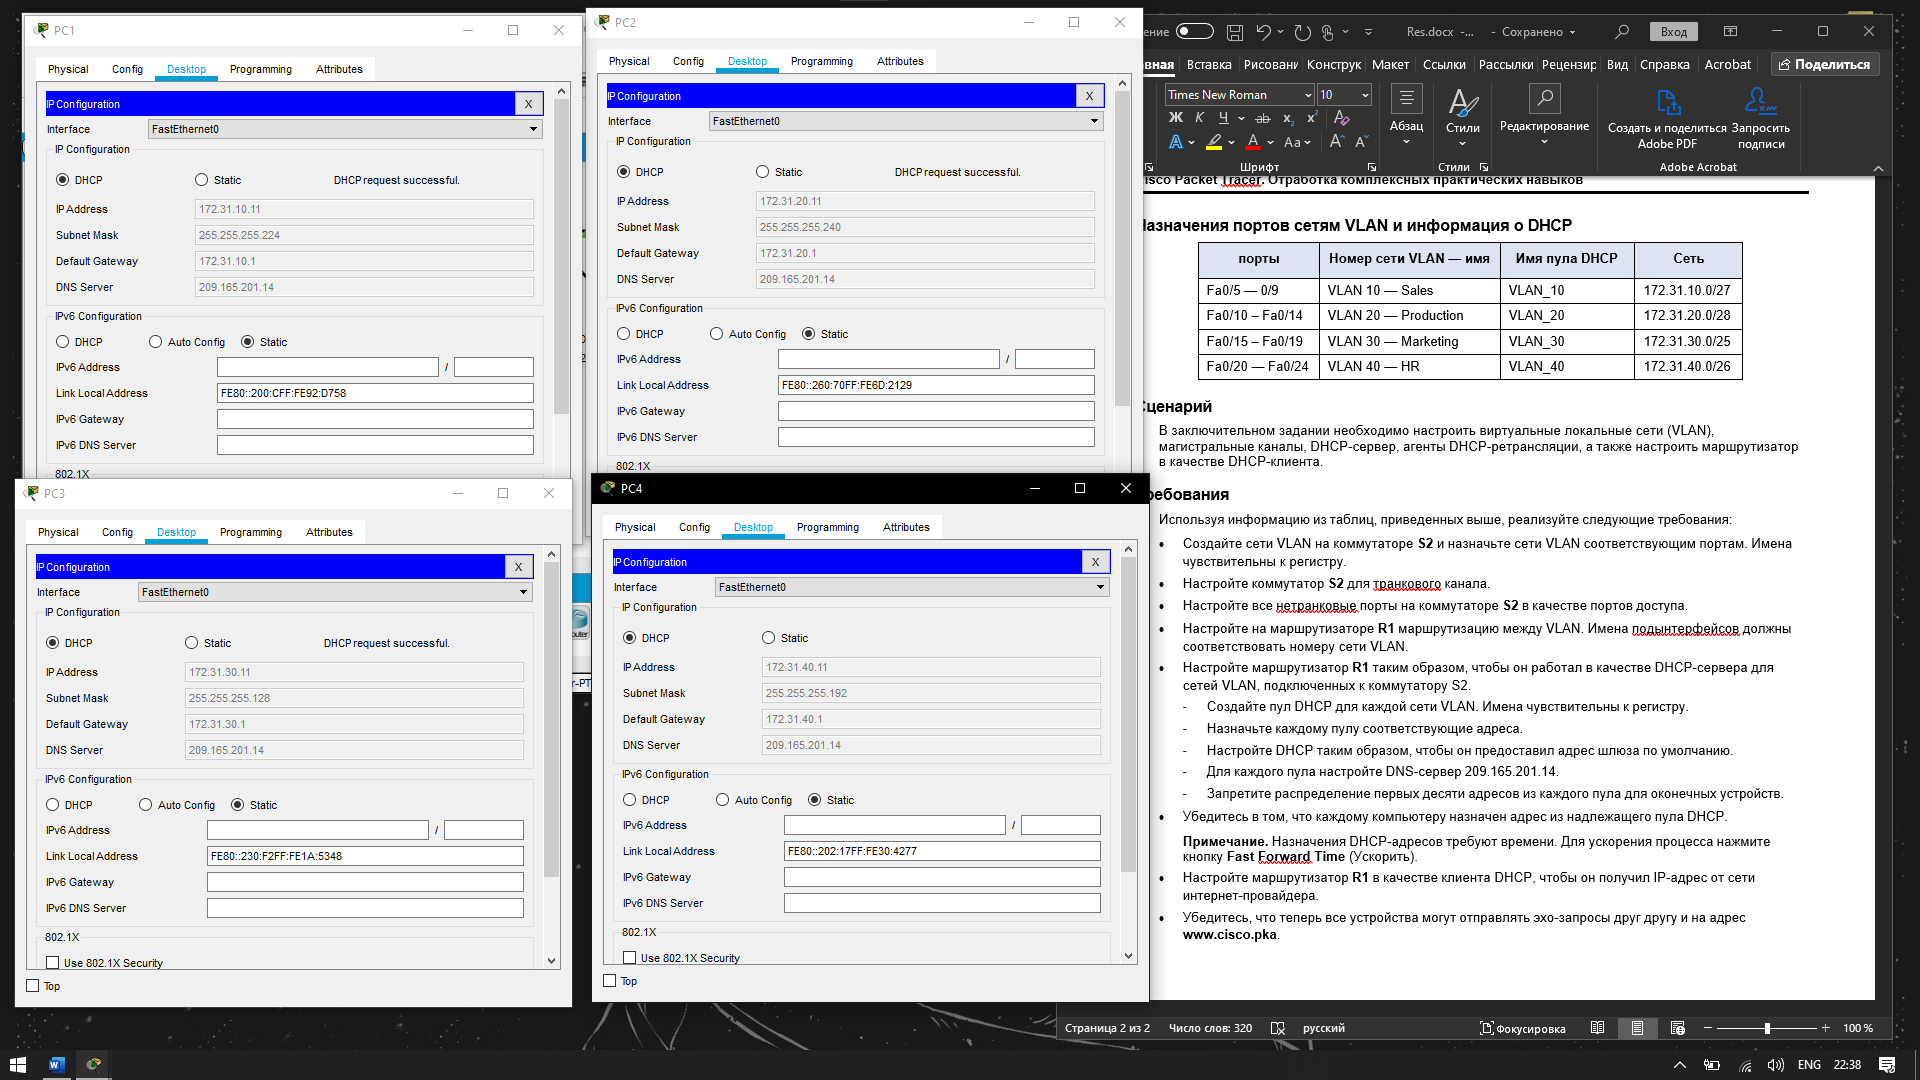 PC1
Physical Config Desktop Programming Attributes
IP Configuration X
Interface FastEthernet0
IP Configuration
DHCP Static DHCP request successful.
IP Address 172.31.10.11
Subnet Mask 255.255.255.224
Default Gateway 172.31.10.1
DNS Server 209.165.201.14
IPv6 Configuration
DHCP Auto Config Static
IPv6 Address /
Link Local Address FE80::200:CFF:FE92:D758
IPv6 Gateway
IPv6 DNS Server
802.1X
PC2
Physical Config Desktop Programming Attributes
IP Configuration X
Interface FastEthernet0
IP Configuration
DHCP Static DHCP request successful.
IP Address 172.31.20.11
Subnet Mask 255.255.255.240
Default Gateway 172.31.20.1
DNS Server 209.165.201.14
IPv6 Configuration
DHCP Auto Config Static
IPv6 Address /
Link Local Address FE80::260:70FF:FE6D:2129
IPv6 Gateway
IPv6 DNS Server
802.1X
PC3
Physical Config Desktop Programming Attributes
IP Configuration X
Interface FastEthernet0
IP Configuration
DHCP Static DHCP request successful.
IP Address 172.31.30.11
Subnet Mask 255.255.255.128
Default Gateway 172.31.30.1
DNS Server 209.165.201.14
IPv6 Configuration
DHCP Auto Config Static
IPv6 Address /
Link Local Address FE80::230:F2FF:FE1A:5348
IPv6 Gateway
IPv6 DNS Server
802.1X
Use 802.1X Security
Top
PC4
Physical Config Desktop Programming Attributes
IP Configuration X
Interface FastEthernet0
IP Configuration
DHCP Static
IP Address 172.31.40.11
Subnet Mask 255.255.255.192
Default Gateway 172.31.40.1
DNS Server 209.165.201.14
IPv6 Configuration
DHCP Auto Config Static
IPv6 Address /
Link Local Address FE80::202:17FF:FE30:4277
IPv6 Gateway
IPv6 DNS Server
802.1X
Use 802.1X Security
Top
Res.docx -... - Сохранено Вход
Вставка Рисовани Конструк Макет Ссылки Рассылки Рецензир Вид Справка Acrobat Поделиться
Times New Roman 10
Ж К Ч ab x₂ x²
A A Aa A A
Абзац
Стили
Редактирование
Создать и поделиться Adobe PDF
Запросить подписи
Шрифт Стили Adobe Acrobat
isco Packet Tracer. Отработка комплексных практических навыков
азначения портов сетям VLAN и информация о DHCP
порты Номер сети VLAN — имя Имя пула DHCP Сеть
Fa0/5 — 0/9 VLAN 10 — Sales VLAN_10 172.31.10.0/27
Fa0/10 – Fa0/14 VLAN 20 — Production VLAN_20 172.31.20.0/28
Fa0/15 – Fa0/19 VLAN 30 — Marketing VLAN_30 172.31.30.0/25
Fa0/20 — Fa0/24 VLAN 40 — HR VLAN_40 172.31.40.0/26
Сценарий
В заключительном задании необходимо настроить виртуальные локальные сети (VLAN),
магистральные каналы, DHCP-сервер, агенты DHCP-ретрансляции, а также настроить маршрутизатор
в качестве DHCP-клиента.
ребования
Используя информацию из таблиц, приведенных выше, реализуйте следующие требования:
• Создайте сети VLAN на коммутаторе S2 и назначьте сети VLAN соответствующим портам. Имена
чувствительны к регистру.
• Настройте коммутатор S2 для транкового канала.
• Настройте все нетранковые порты на коммутаторе S2 в качестве портов доступа.
• Настройте на маршрутизаторе R1 маршрутизацию между VLAN. Имена подынтерфейсов должны
соответствовать номеру сети VLAN.
• Настройте маршрутизатор R1 таким образом, чтобы он работал в качестве DHCP-сервера для
сетей VLAN, подключенных к коммутатору S2.
- Создайте пул DHCP для каждой сети VLAN. Имена чувствительны к регистру.
- Назначьте каждому пулу соответствующие адреса.
- Настройте DHCP таким образом, чтобы он предоставил адрес шлюза по умолчанию.
- Для каждого пула настройте DNS-сервер 209.165.201.14.
- Запретите распределение первых десяти адресов из каждого пула для оконечных устройств.
• Убедитесь в том, что каждому компьютеру назначен адрес из надлежащего пула DHCP.
Примечание. Назначения DHCP-адресов требуют времени. Для ускорения процесса нажмите
кнопку Fast Forward Time (Ускорить).
• Настройте маршрутизатор R1 в качестве клиента DHCP, чтобы он получил IP-адрес от сети
интернет-провайдера.
• Убедитесь, что теперь все устройства могут отправлять эхо-запросы друг другу и на адрес
www.cisco.pka.
Страница 2 из 2 Число слов: 320 русский Фокусировка 100 %
ENG 22:38